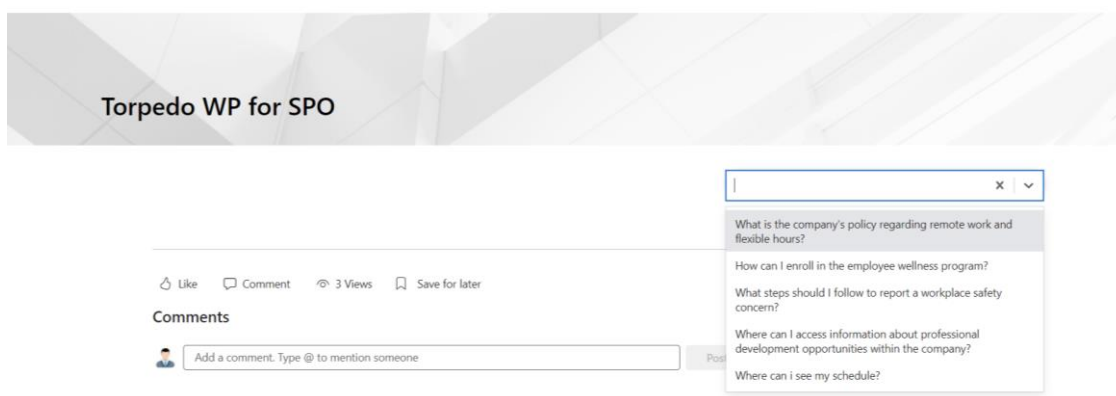 Torpedo WP for SPO
What is the company's policy regarding remote work and
flexible hours?
How can I enroll in the employee wellness program?
What steps should I follow to report a workplace safety
concern?
Where can I access information about professional
development opportunities within the company?
Where can i see my schedule?
Like Comment 3 Views Save for later
Comments
Add a comment. Type @ to mention someone
Pos